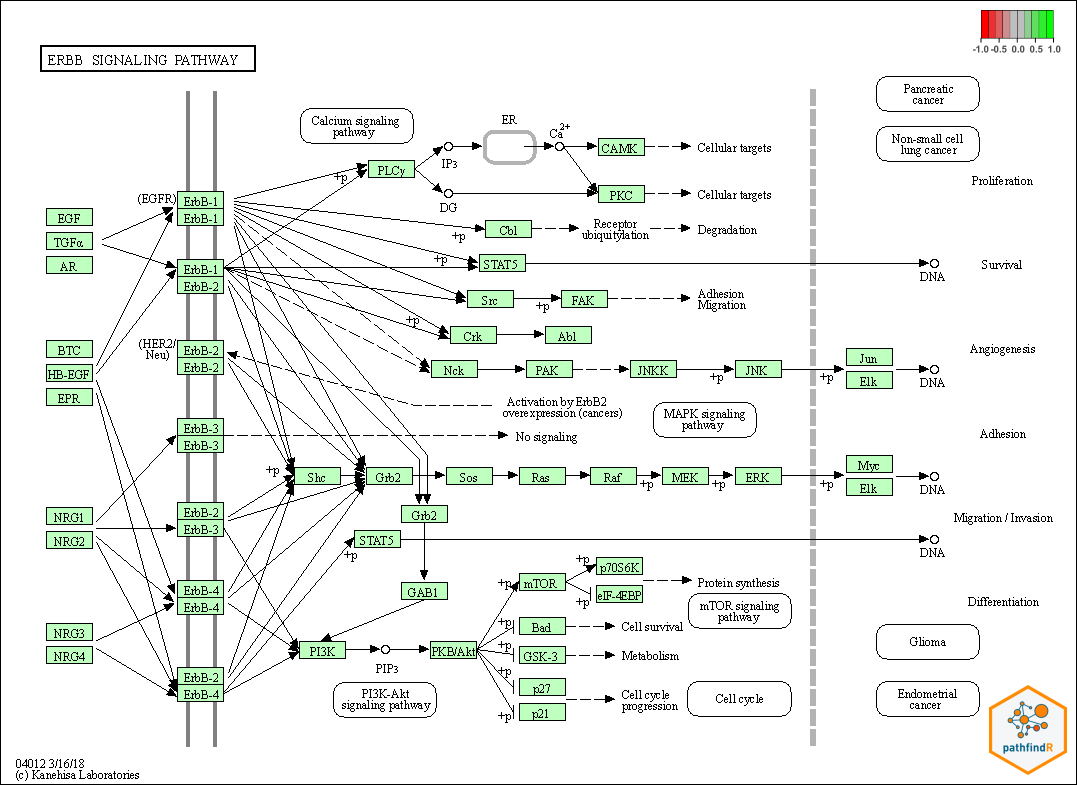 -1.0 -0.5 0.0 0.5 1.0
ERBB SIGNALING PATHWAY
Pancreatic
cancer
Calcium signaling
pathway
ER
Ca2+
Non-small cell
lung cancer
CAMK
Cellular targets
IP3
PLCγ
+p
Proliferation
PKC
Cellular targets
DG
(EGFR)
ErbB-1
ErbB-1
EGF
TGFα
AR
Cbl
+p
Receptor
ubiquitylation
Degradation
ErbB-1
ErbB-2
+p
STAT5
DNA
Survival
Src
+p
FAK
Adhesion
Migration
+p
Crk
Abl
(HER2/
Neu)
ErbB-2
ErbB-2
BTC
HB-EGF
EPR
Angiogenesis
Nck
PAK
JNKK
+p
JNK
+p
Jun
Elk
DNA
Activation by ErbB2
overexpression (cancers)
MAPK signaling
pathway
ErbB-3
ErbB-3
No signaling
Adhesion
+p
Shc
Grb2
Sos
Ras
Raf
+p
MEK
+p
ERK
+p
Myc
Elk
DNA
NRG1
NRG2
ErbB-2
ErbB-3
Grb2
Migration / Invasion
STAT5
+p
DNA
GAB1
ErbB-4
ErbB-4
+p
mTOR
+p
p70S6K
+p
eIF-4EBP
Protein synthesis
mTOR signaling
pathway
Differentiation
NRG3
NRG4
+p
Bad
Cell survival
Glioma
PI3K
PIP3
PKB/Akt
+p
GSK-3
Metabolism
ErbB-2
ErbB-4
PI3K-Akt
signaling pathway
+p
p27
+p
p21
Cell cycle
progression
Cell cycle
Endometrial
cancer
pathfindR
04012 3/16/18
(c) Kanehisa Laboratories